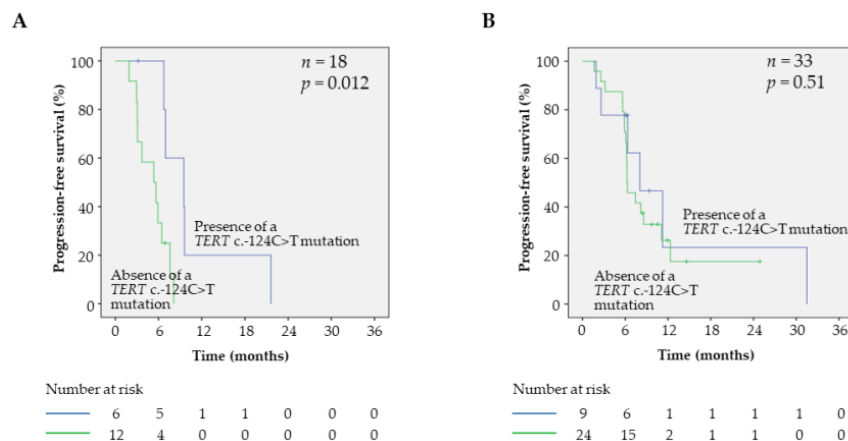 A
n = 18
p = 0.012
Progression-free survival (%)
100
80
60
40
20
0
Presence of a
TERT c.-124C>T mutation
Absence of a
TERT c.-124C>T
mutation
0 6 12 18 24 30 36
Time (months)
Number at risk
6 5 1 1 0 0 0
12 4 0 0 0 0 0
B
n = 33
p = 0.51
Progression-free survival (%)
100
80
60
40
20
0
Presence of a
TERT c.-124C>T mutation
Absence of a
TERT c.-124C>T
mutation
0 6 12 18 24 30 36
Time (months)
Number at risk
9 6 1 1 1 1 0
24 15 2 1 1 0 0